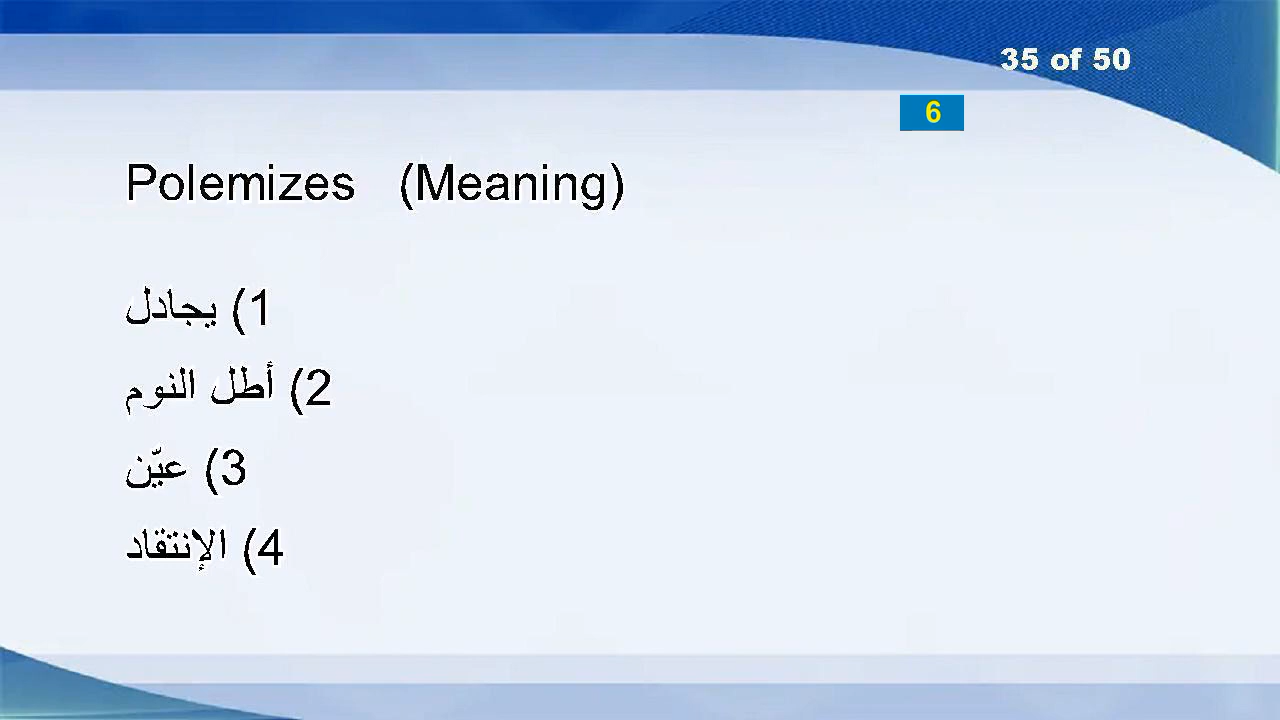 35 of 50
6
Polemizes (Meaning)
1) يجادل
2) أطل النوم
3) عيّن
4) الإنتقاد